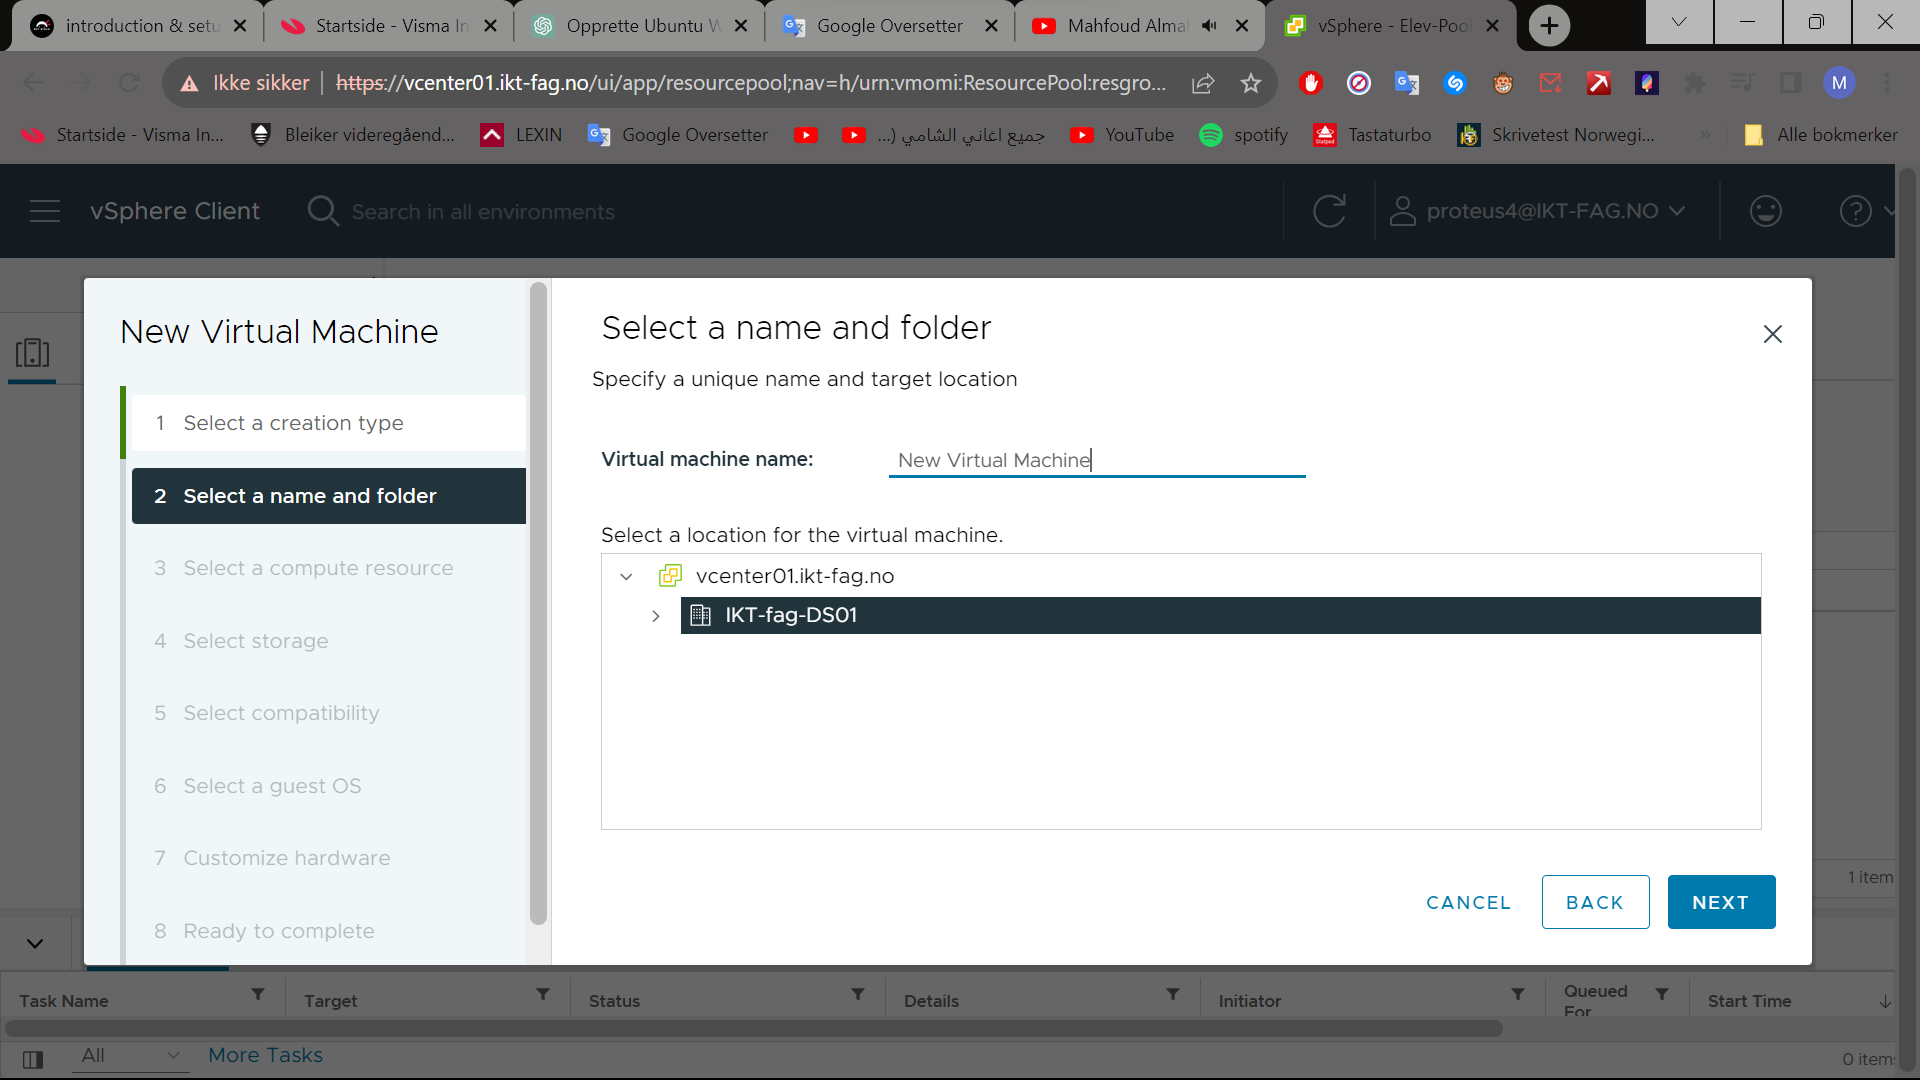 introduction & setu
Startside - Visma In
Opprette Ubuntu W
Google Oversetter
Mahfoud Almai
vSphere - Elev-Pool
Ikke sikker
https://vcenter01.ikt-fag.no/ui/app/resourcepool;nav=h/urn:vmomi:ResourcePool:resgro...
M
Startside - Visma In...
Bleiker videregåend...
LEXIN
Google Oversetter
جميع اغاني الشامي (...
YouTube
spotify
Tastaturbo
Skrivetest Norwegi...
»
Alle bokmerker
vSphere Client
Search in all environments
proteus4@IKT-FAG.NO
New Virtual Machine
1 Select a creation type
2 Select a name and folder
3 Select a compute resource
4 Select storage
5 Select compatibility
6 Select a guest OS
7 Customize hardware
8 Ready to complete
Select a name and folder
Specify a unique name and target location
Virtual machine name:
New Virtual Machine
Select a location for the virtual machine.
vcenter01.ikt-fag.no
IKT-fag-DS01
CANCEL
BACK
NEXT
1 item
Task Name
Target
Status
Details
Initiator
Queued For
Start Time
All
More Tasks
0 items